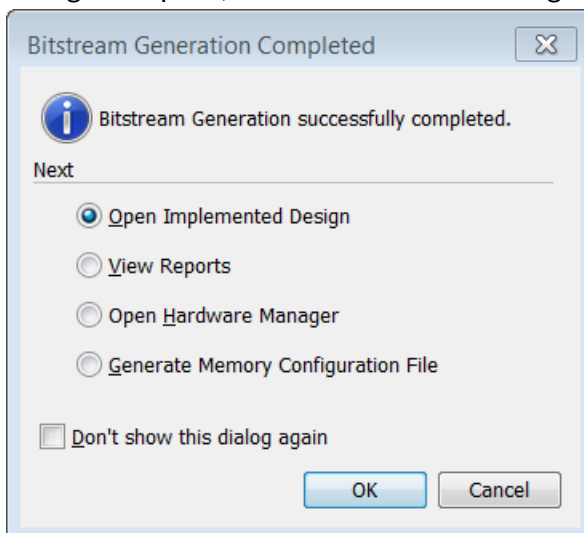 Bitstream Generation Completed
Bitstream Generation successfully completed.
Next
Open Implemented Design
View Reports
Open Hardware Manager
Generate Memory Configuration File
Don't show this dialog again
OK Cancel